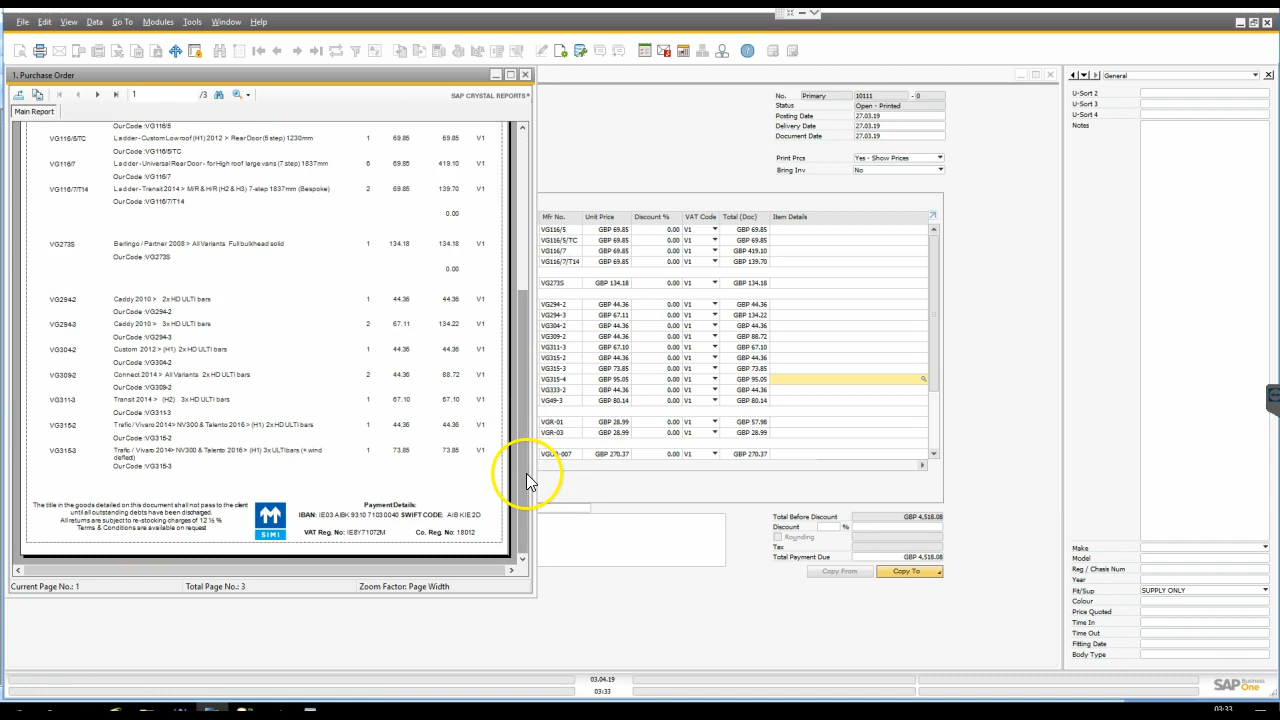 File Edit View Data Go To Modules Tools Window Help
1. Purchase Order
1 /3 SAP CRYSTAL REPORTS®
Main Report
Our Code :VG116/5
VG116/5/TC Ladder - Custom Low roof (H1) 2012 > Rear Door (5 step) 1230mm 1 69.85 69.85 V1
Our Code :VG116/5/TC
VG116/7 Ladder - Universal Rear Door - for High roof large vans (7 step) 1837mm 6 69.85 419.10 V1
Our Code :VG116/7
VG116/7/T14 Ladder - Transit 2014 > M/R & H/R (H2 & H3) 7-step 1837mm (Bespoke) 2 69.85 139.70 V1
Our Code :VG116/7/T14
0.00
VG273S Berlingo / Partner 2008 > All Variants Full bulkhead solid 1 134.18 134.18 V1
Our Code :VG273S
0.00
VG294-2 Caddy 2010 > 2x HD ULTI bars 1 44.36 44.36 V1
Our Code :VG294-2
VG294-3 Caddy 2010 > 3x HD ULTI bars 2 67.11 134.22 V1
Our Code :VG294-3
VG304-2 Custom 2012 > (H1) 2x HD ULTI bars 1 44.36 44.36 V1
Our Code :VG304-2
VG309-2 Connect 2014 > All Variants 2x HD ULTI bars 2 44.36 88.72 V1
Our Code :VG309-2
VG311-3 Transit 2014 > (H2) 3x HD ULTI bars 1 67.10 67.10 V1
Our Code :VG311-3
VG315-2 Trafic / Vivaro 2014> NV300 & Talento 2016 > (H1) 2x HD ULTI bars 1 44.36 44.36 V1
Our Code :VG315-2
VG315-3 Trafic / Vivaro 2014> NV300 & Talento 2016 > (H1) 3x ULTI bars (+ wind 1 73.85 73.85 V1
deflect)
Our Code :VG315-3
The title in the goods detailed on this document shall not pass to the client
until all outstanding debts have been discharged.
All returns are subject to re-stocking charges of 12 ½ %
Terms & Conditions are available on request
SIMI
Payment Details:
IBAN: IE03 AIBK 9310 7103 0040 SWIFT CODE: AIB KIE 2D
VAT Reg. No: IE8Y71072M Co. Reg. No: 18012
Current Page No.: 1 Total Page No.: 3 Zoom Factor: Page Width
No. Primary 10111 - 0
Status Open - Printed
Posting Date 27.03.19
Delivery Date 27.03.19
Document Date 27.03.19
Print Prcs Yes - Show Prices
Bring Inv No
Mfr No. Unit Price Discount % VAT Code Total (Doc) Item Details
VG116/5 GBP 69.85 0.00 V1 GBP 69.85
VG116/5/TC GBP 69.85 0.00 V1 GBP 69.85
VG116/7 GBP 69.85 0.00 V1 GBP 419.10
VG116/7/T14 GBP 69.85 0.00 V1 GBP 139.70
VG273S GBP 134.18 0.00 V1 GBP 134.18
VG294-2 GBP 44.36 0.00 V1 GBP 44.36
VG294-3 GBP 67.11 0.00 V1 GBP 134.22
VG304-2 GBP 44.36 0.00 V1 GBP 44.36
VG309-2 GBP 44.36 0.00 V1 GBP 88.72
VG311-3 GBP 67.10 0.00 V1 GBP 67.10
VG315-2 GBP 44.36 0.00 V1 GBP 44.36
VG315-3 GBP 73.85 0.00 V1 GBP 73.85
VG315-4 GBP 95.05 0.00 V1 GBP 95.05
VG333-2 GBP 44.36 0.00 V1 GBP 44.36
VG49-3 GBP 80.14 0.00 V1 GBP 80.14
VGR-01 GBP 28.99 0.00 V1 GBP 57.98
VGR-03 GBP 28.99 0.00 V1 GBP 28.99
GBP 270.37 0.00 V1 GBP 270.37
Total Before Discount GBP 4,518.08
Discount %
Rounding
Tax
Total Payment Due GBP 4,518.08
Copy From Copy To
General
U-Sort 2
U-Sort 3
U-Sort 4
Notes
Make
Model
Reg / Chasis Num
Year
Fit/Sup SUPPLY ONLY
Colour
Price Quoted
Time In
Time Out
Fitting Date
Body Type
03.04.19
03:33
SAP Business One
03:33